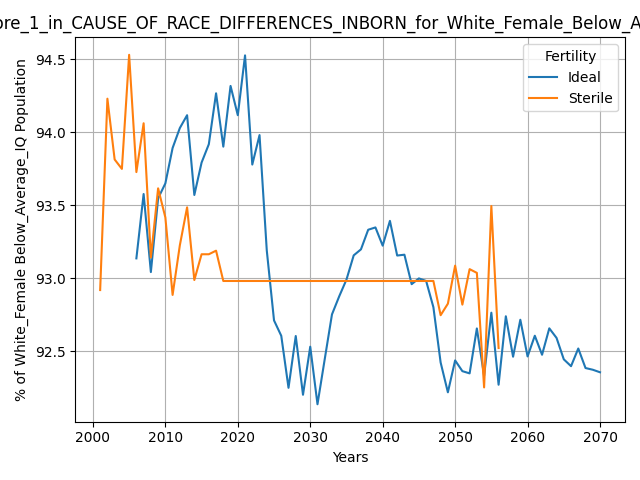 ore_1_in_CAUSE_OF_RACE_DIFFERENCES_INBORN_for_White_Female_Below_A
Fertility
Ideal
Sterile
% of White_Female Below_Average_IQ Population
94.5
94.0
93.5
93.0
92.5
2000 2010 2020 2030 2040 2050 2060 2070
Years